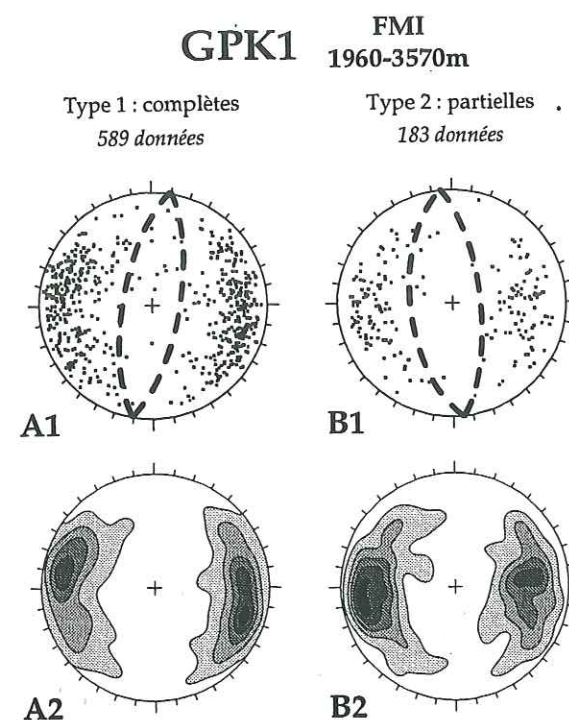 GPK1
FMI
1960-3570m
Type 1 : complètes
589 données
Type 2 : partielles
183 données
A1
B1
A2
B2